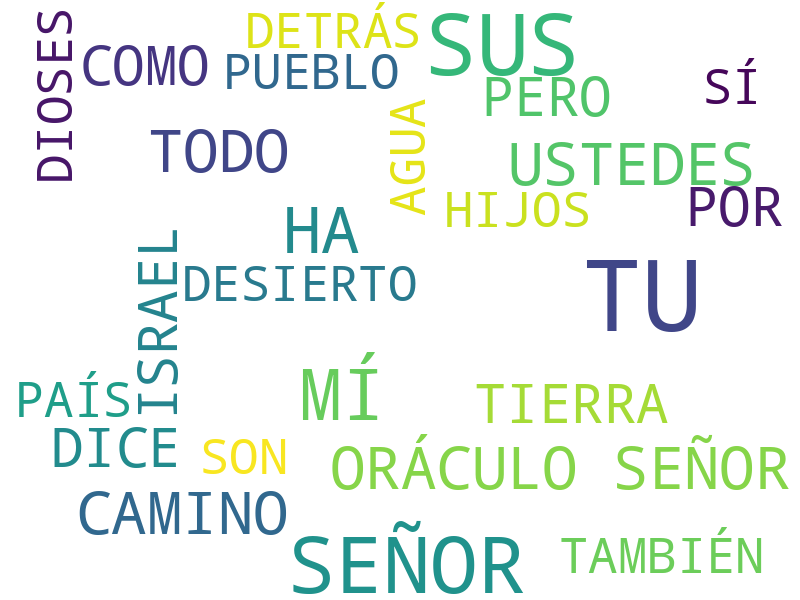 DIOSES
COMO
DETRÁS
PUEBLO
SUS
PERO
SÍ
TODO
AGUA
USTEDES
HIJOS
POR
HA
DESIERTO
ISRAEL
TU
PAÍS
MÍ
TIERRA
DICE
SON
ORÁCULO SEÑOR
CAMINO
SEÑOR
TAMBIÉN